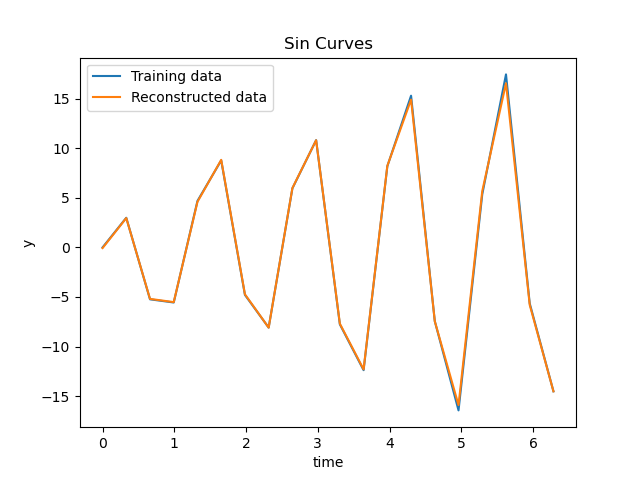 Sin Curves
Training data
Reconstructed data
15
10
5
0
−5
−10
−15
y
0 1 2 3 4 5 6
time